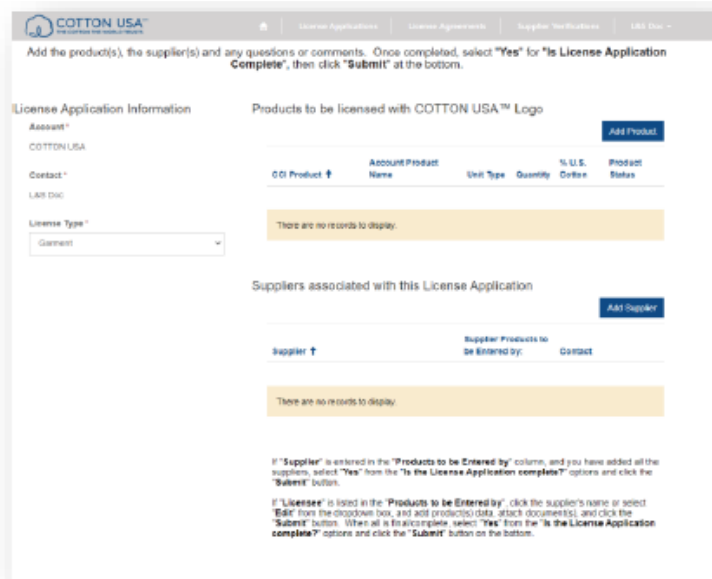 COTTON USA™
THE COTTON THE WORLD TRUSTS
License Applications
License Agreements
Supplier Verifications
L&S Doc
Add the product(s), the supplier(s) and any questions or comments. Once completed, select "Yes" for "Is License Application
Complete", then click "Submit" at the bottom.
License Application Information
Account*
COTTON USA
Contact*
L&S Doc
License Type*
Garment
Products to be licensed with COTTON USA™ Logo
Add Product
CCI Product ↑
Account Product
Name
Unit Type
Quantity
% U.S.
Cotton
Product
Status
There are no records to display.
Suppliers associated with this License Application
Add Supplier
Supplier ↑
Supplier Products to
be Entered by:
Contact
There are no records to display.
If "Supplier" is entered in the "Products to be Entered by" column, and you have added all the
suppliers, select "Yes" from the "Is the License Application complete?" options and click the
"Submit" button.
If "Licensee" is listed in the "Products to be Entered by", click the supplier's name or select
"Edit" from the dropdown box, and add product(s) data, attach document(s), and click the
"Submit" button. When all is final/complete, select "Yes" from the "Is the License Application
complete?" options and click the "Submit" button on the bottom.